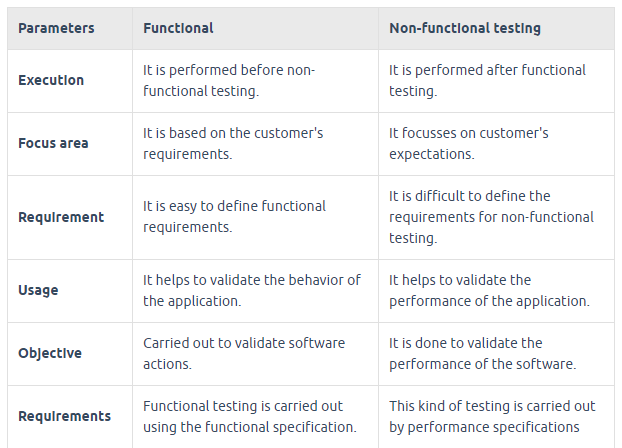 Parameters Functional Non-functional testing
Execution
It is performed before non-
functional testing.
It is performed after functional
testing.
Focus area
It is based on the customer's
requirements.
It focusses on customer's
expectations.
Requirement
It is easy to define functional
requirements.
It is difficult to define the
requirements for non-functional
testing.
Usage
It helps to validate the behavior of
the application.
It helps to validate the
performance of the application.
Objective
Carried out to validate software
actions.
It is done to validate the
performance of the software.
Requirements
Functional testing is carried out
using the functional specification.
This kind of testing is carried out
by performance specifications